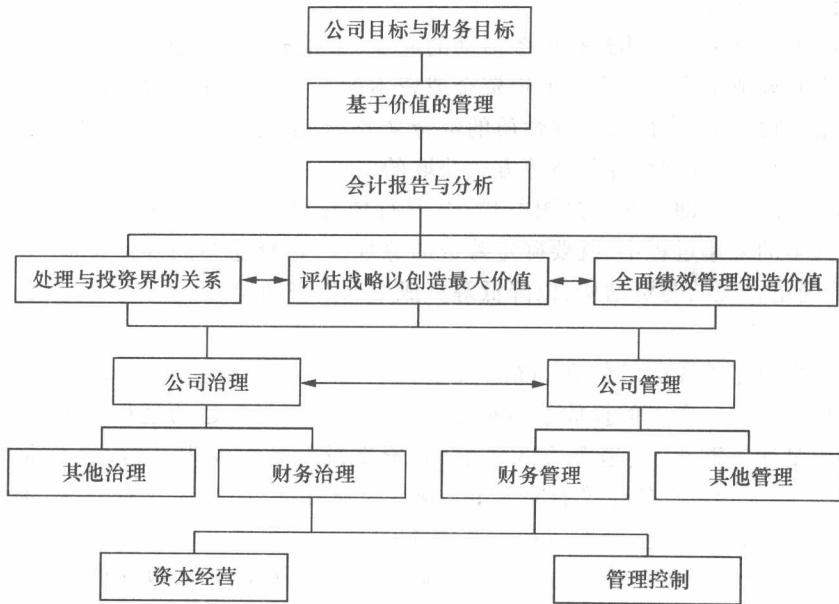 公司目标与财务目标
基于价值的管理
会计报告与分析
处理与投资界的关系
评估战略以创造最大价值
全面绩效管理创造价值
公司治理
公司管理
其他治理
财务治理
财务管理
其他管理
资本经营
管理控制